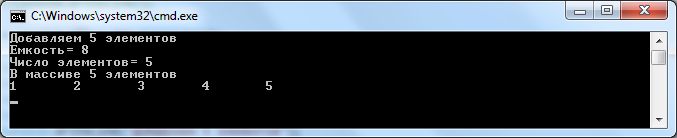 C:\Windows\system32\cmd.exe
Добавляем 5 элементов
Емкость= 8
Число элементов= 5
В массиве 5 элементов
1 2 3 4 5